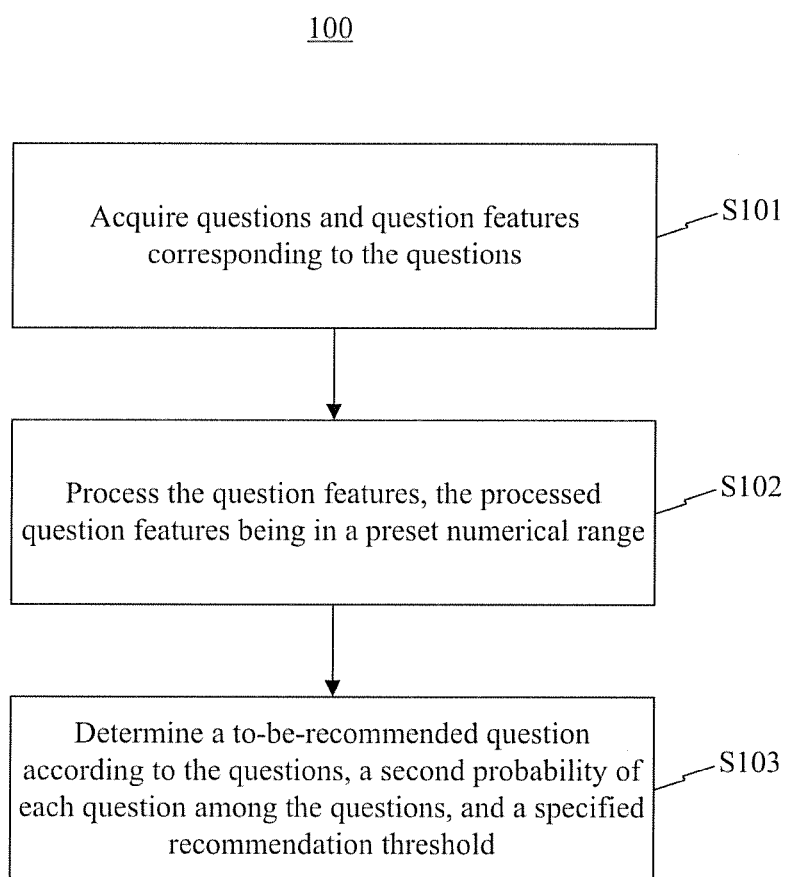 100
Acquire questions and question features
corresponding to the questions
S101
Process the question features, the processed
question features being in a preset numerical range
S102
Determine a to-be-recommended question
according to the questions, a second probability of
each question among the questions, and a specified
recommendation threshold
S103